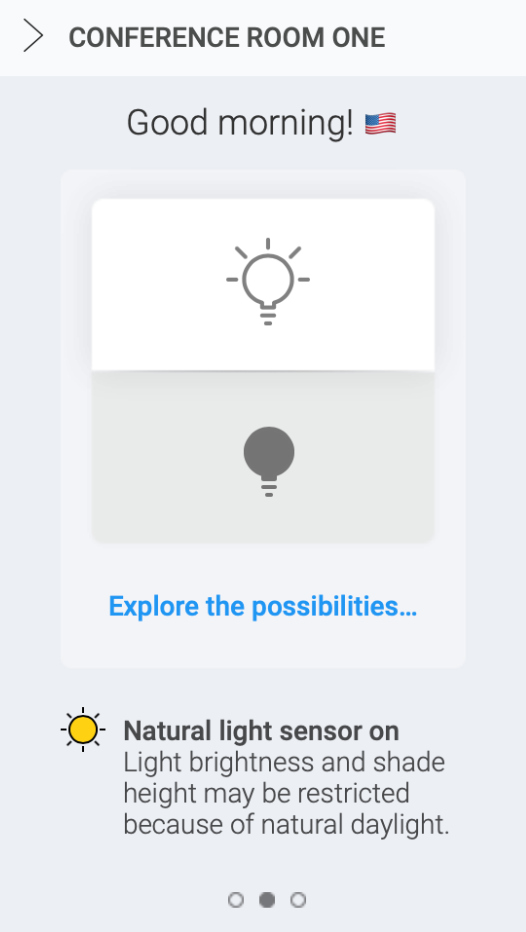 CONFERENCE ROOM ONE
Good morning! 🇺🇸
Explore the possibilities...
Natural light sensor on
Light brightness and shade
height may be restricted
because of natural daylight.